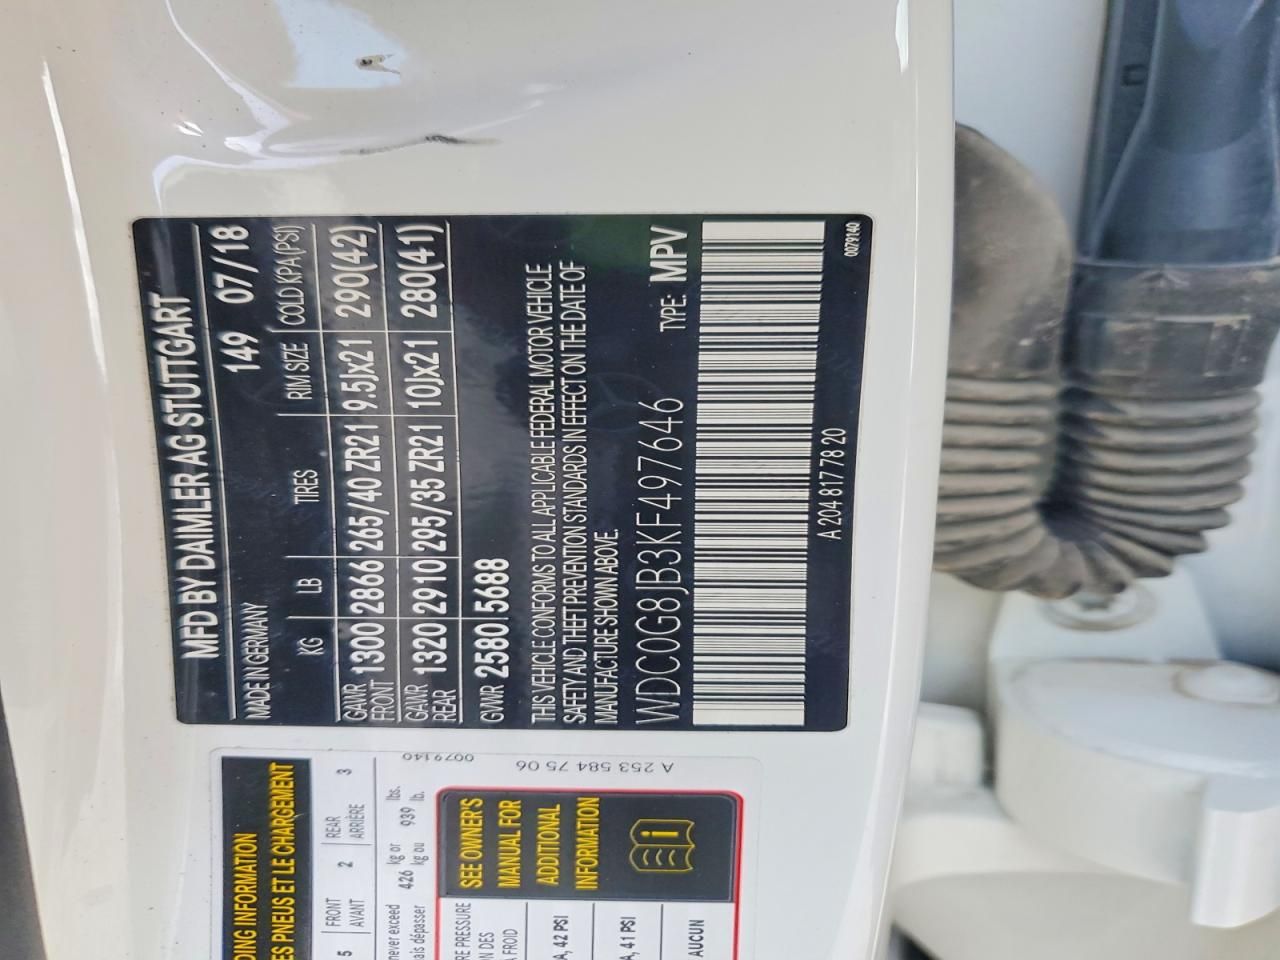 MFD BY DAIMLER AG STUTTGART
MADE IN GERMANY 149 07/18
KG LB TIRES RIM SIZE COLD KPA(PSI)
GAWR FRONT 1300 2866 265/40 ZR21 9.5Jx21 290(42)
GAWR REAR 1320 2910 295/35 ZR21 10Jx21 280(41)
GVWR 2580 5688
THIS VEHICLE CONFORMS TO ALL APPLICABLE FEDERAL MOTOR VEHICLE
SAFETY AND THEFT PREVENTION STANDARDS IN EFFECT ON THE DATE OF
MANUFACTURE SHOWN ABOVE.
WDC0G8JB3KF497646 TYPE: MPV
A 204 817 78 20
0079140
DING INFORMATION
ES PNEUS ET LE CHARGEMENT
5 FRONT 2 REAR 3
AVANT ARRIÈRE
never exceed 426 kg or 939 lbs.
ais dépasser kg ou lb.
0079140
A 253 584 75 06
RE PRESSURE
N DES
A FROID
A, 42 PSI
A, 41 PSI
AUCUN
SEE OWNER'S
MANUAL FOR
ADDITIONAL
INFORMATION
i